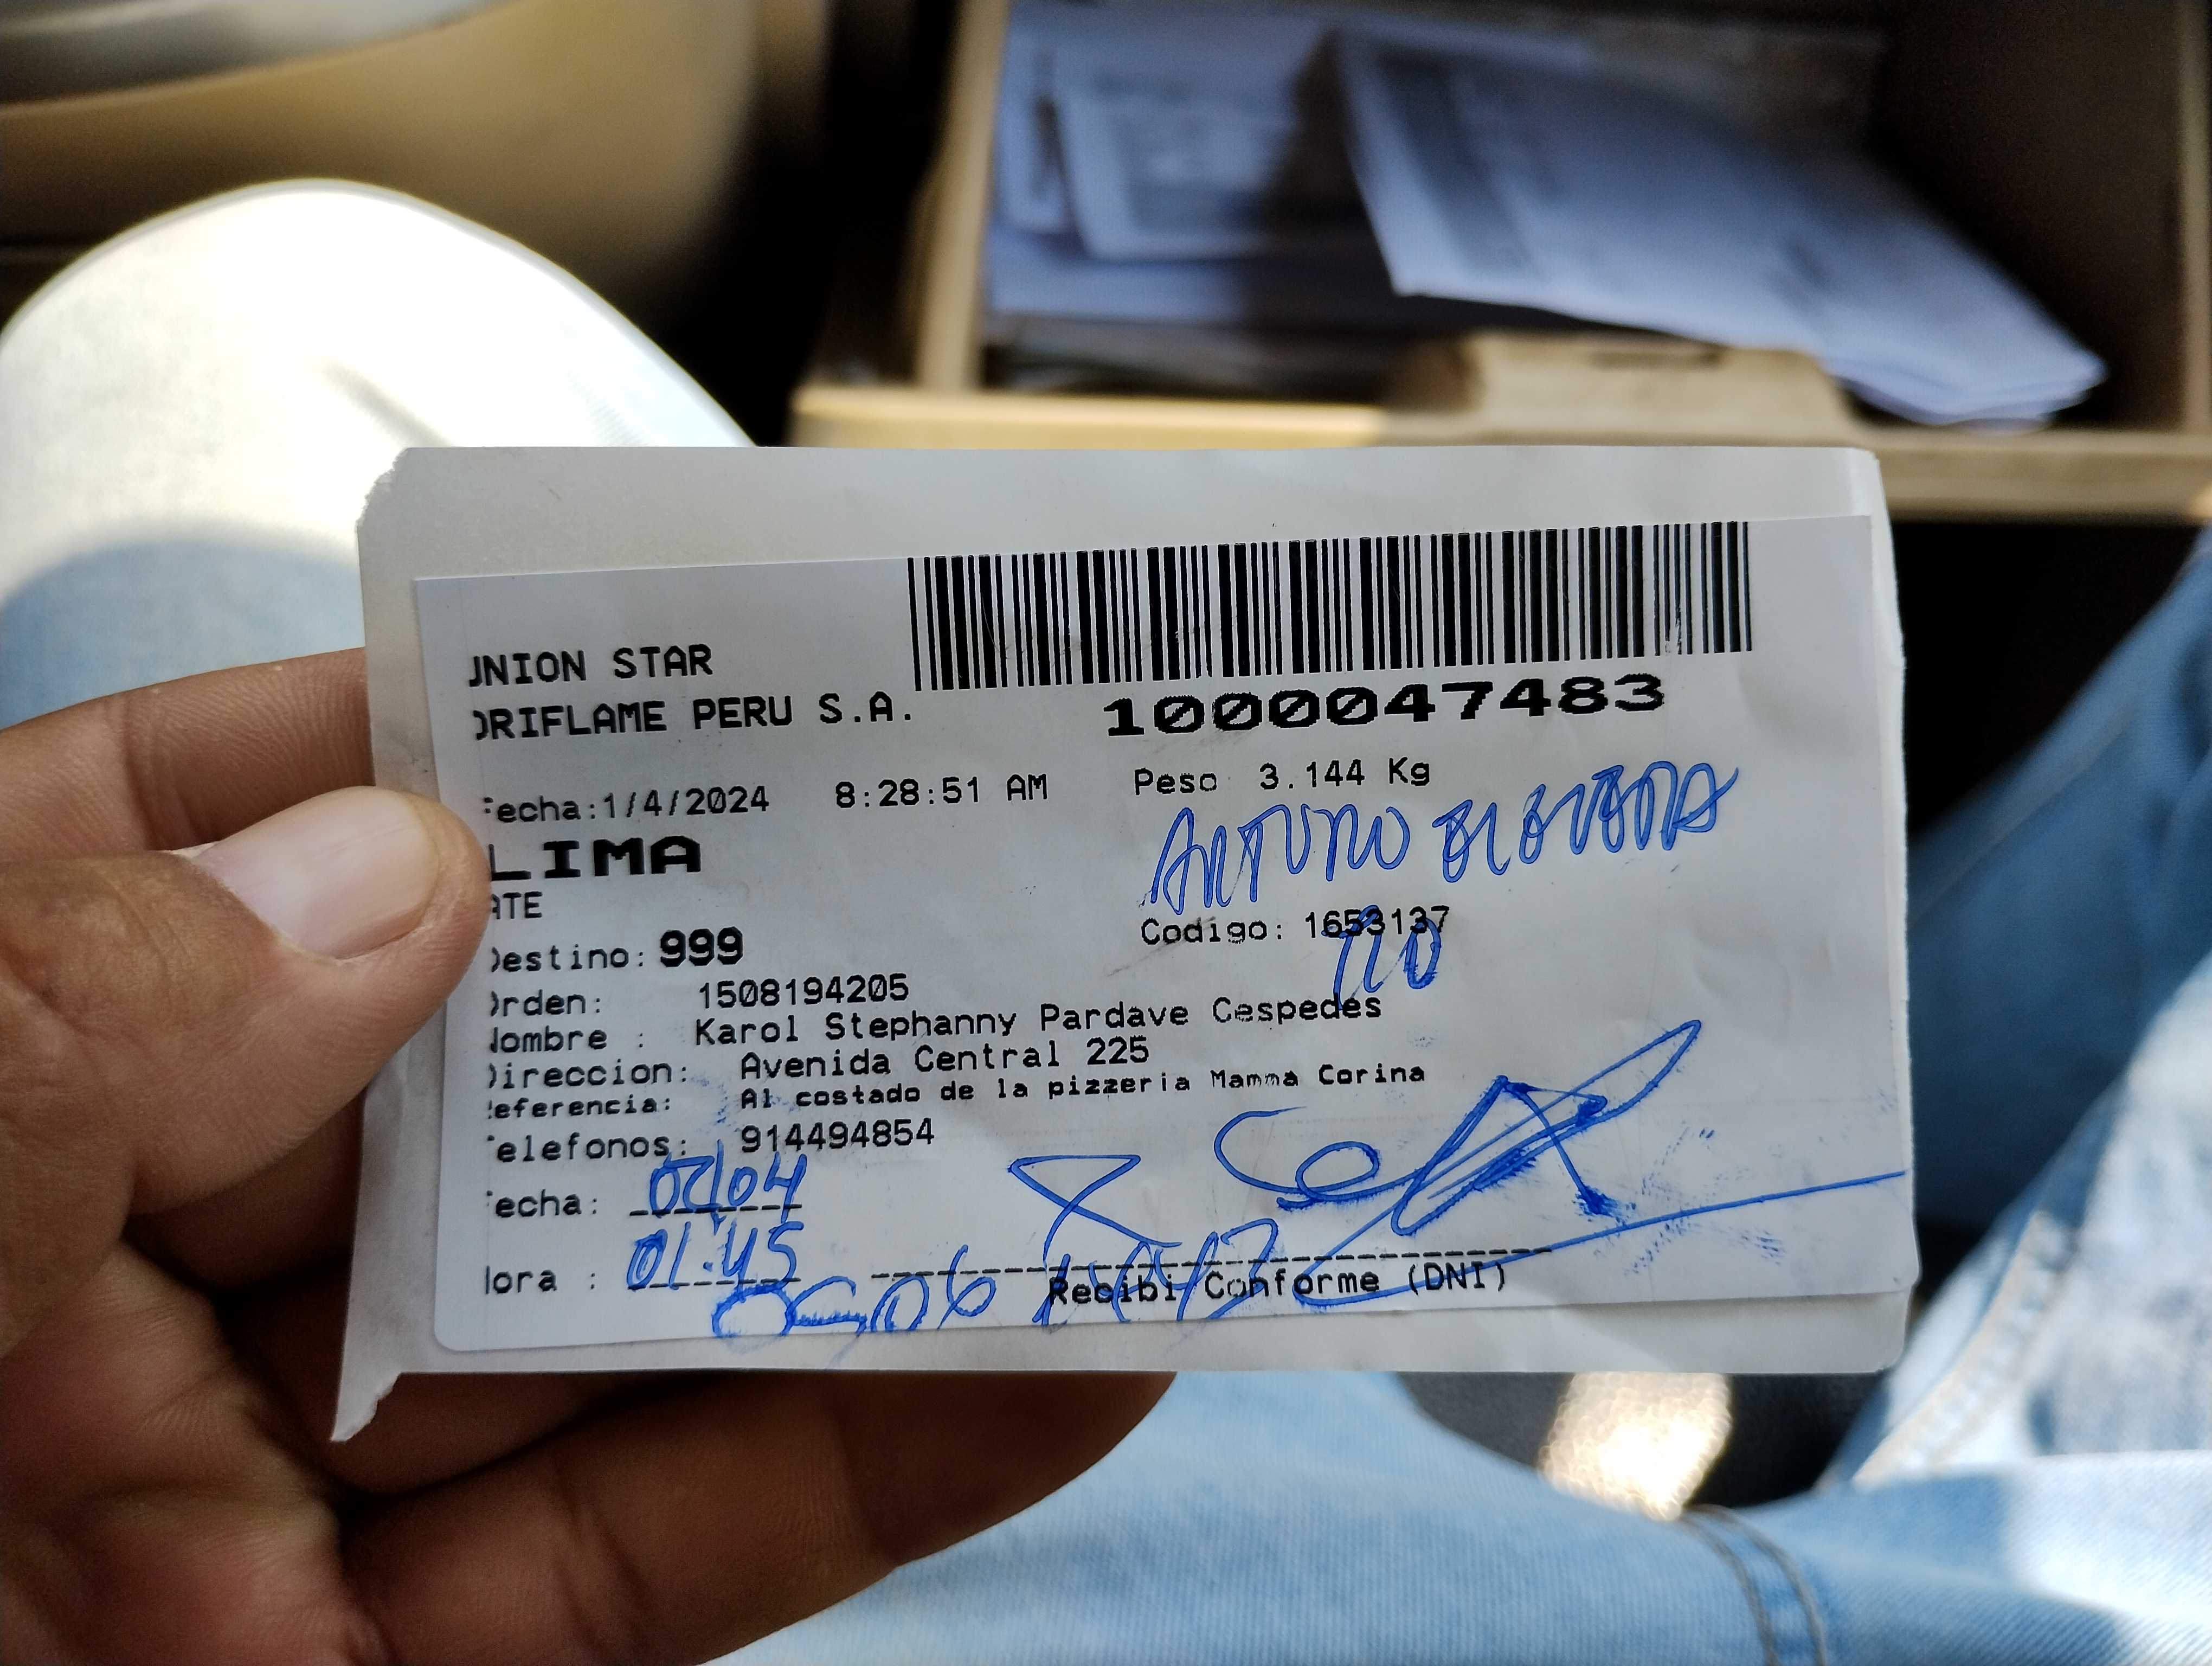 UNION STAR
ORIFLAME PERU S.A.
1000047483
Fecha:1/4/2024 8:28:51 AM Peso 3.144 Kg
LIMA
ARTURO
ATE
Codigo: 1653137
Destino: 999
Orden: 1508194205
Nombre : Karol Stephanny Pardave Cespedes
Direccion: Avenida Central 225
Referencia: Al costado de la pizzeria Mamma Corina
Telefonos: 914494854
Fecha: 02/04
Hora : 01:45
Recibi Conforme (DNI)